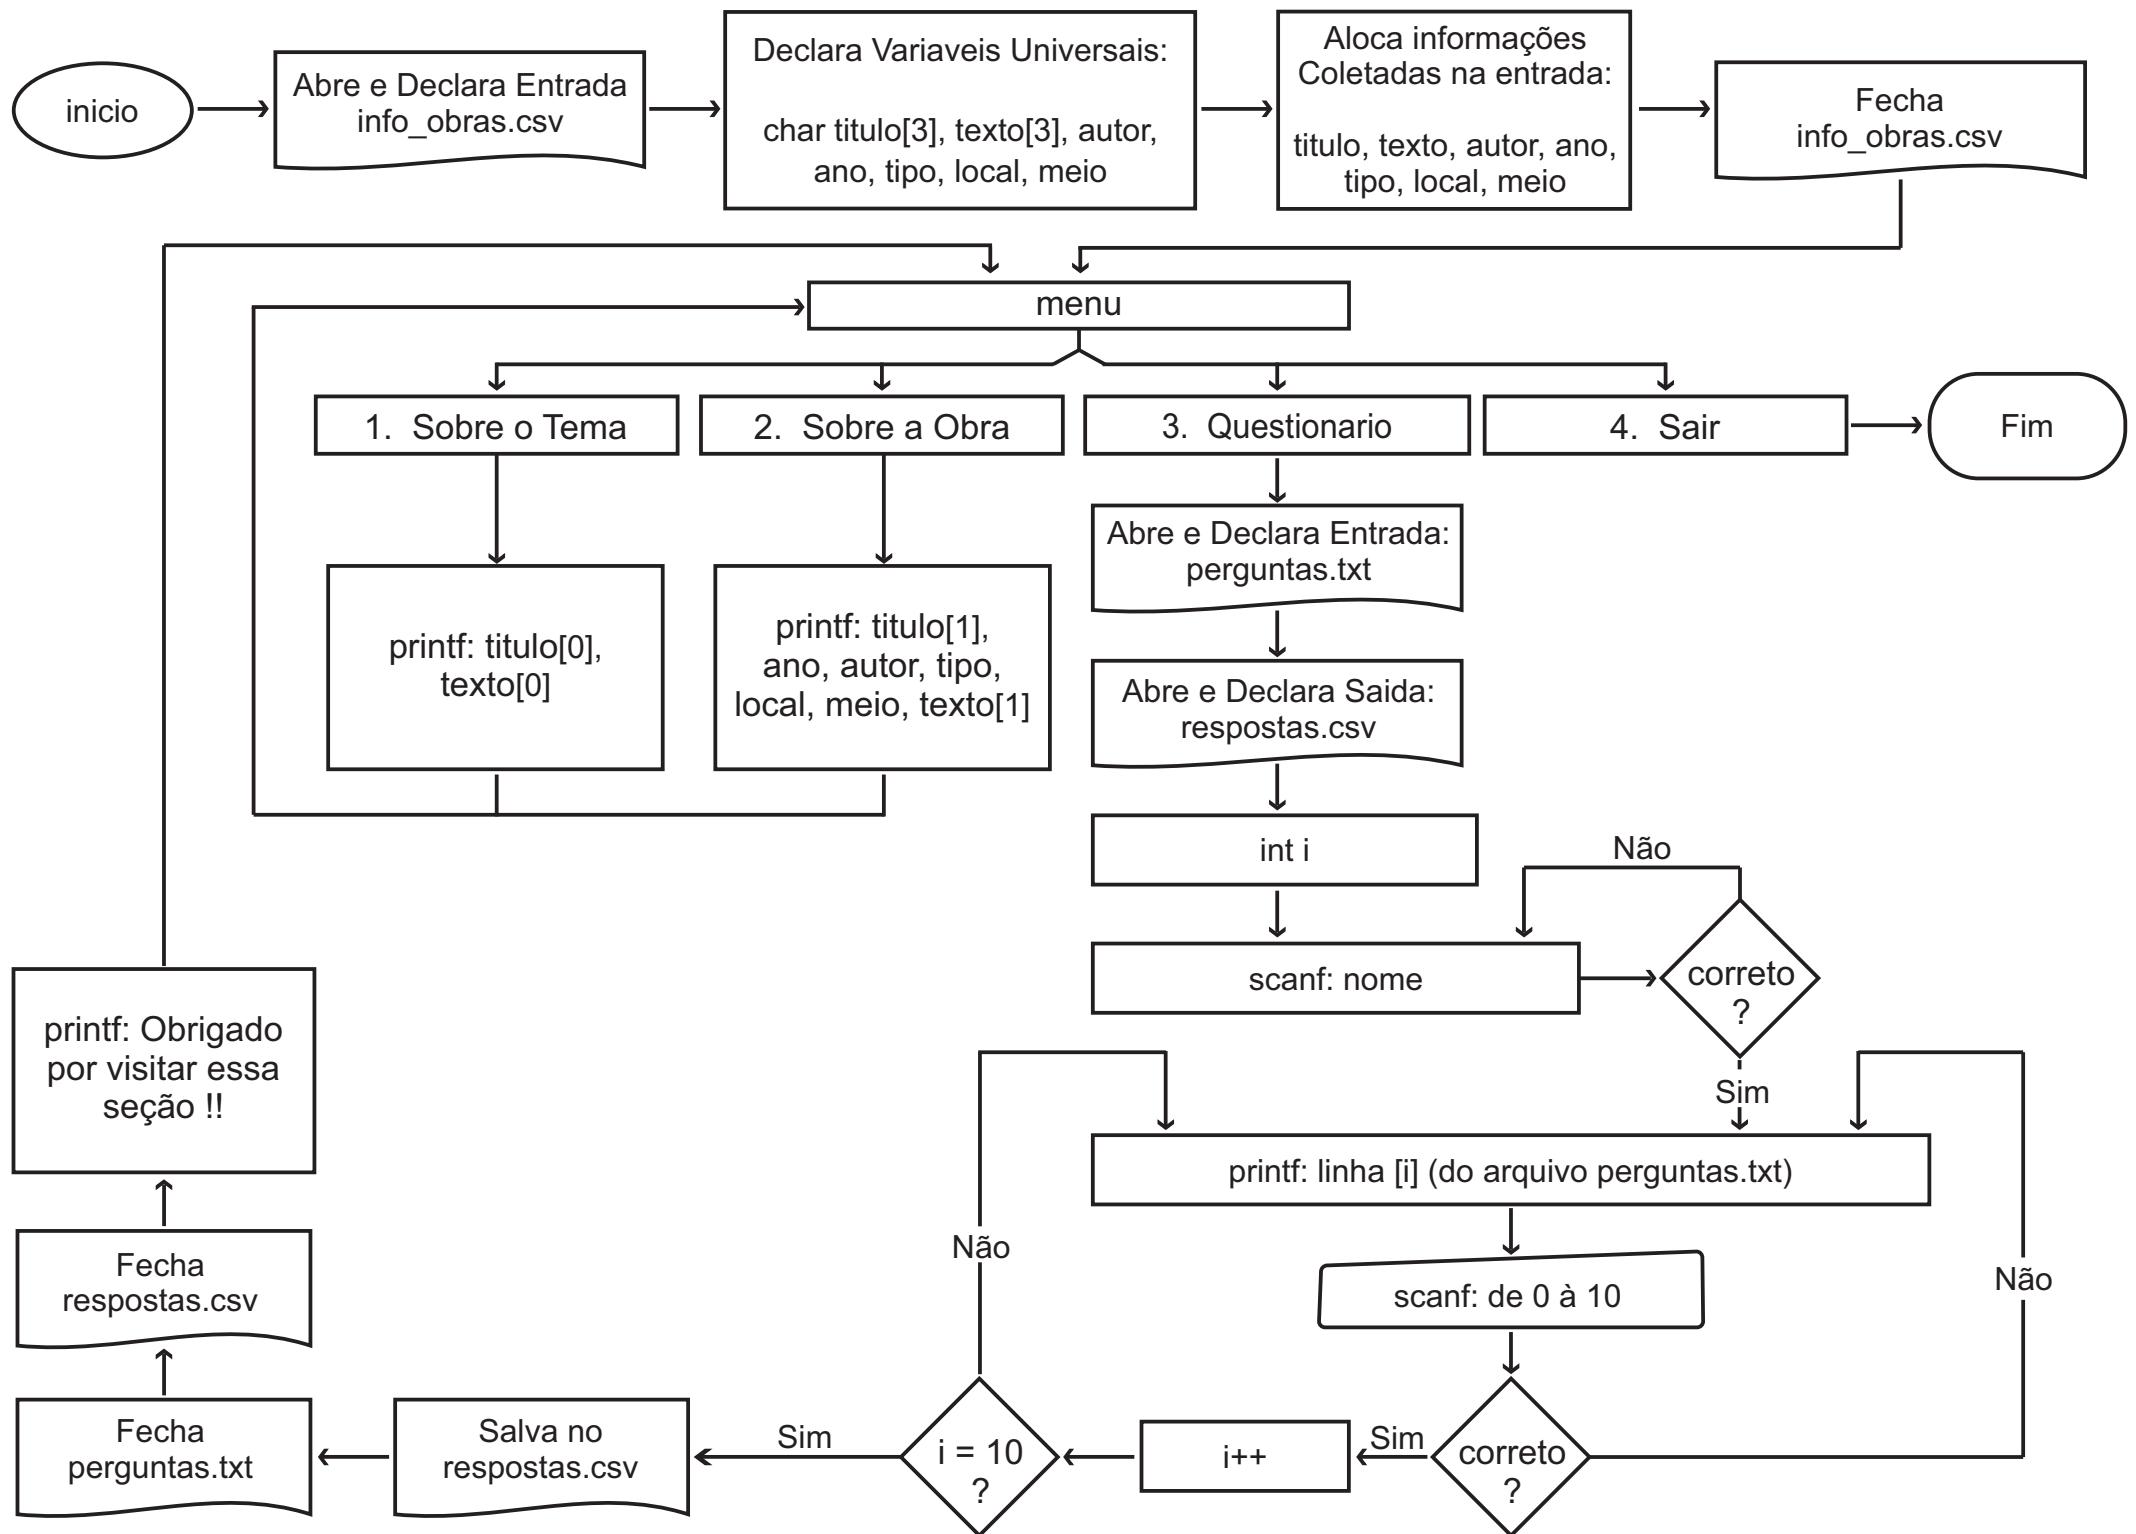 inicio
Abre e Declara Entrada
info_obras.csv
Declara Variaveis Universais:
char titulo[3], texto[3], autor,
ano, tipo, local, meio
Aloca informações
Coletadas na entrada:
titulo, texto, autor, ano,
tipo, local, meio
Fecha
info_obras.csv
menu
1. Sobre o Tema
2. Sobre a Obra
3. Questionario
4. Sair
Fim
printf: titulo[0],
texto[0]
printf: titulo[1],
ano, autor, tipo,
local, meio, texto[1]
Abre e Declara Entrada:
perguntas.txt
Abre e Declara Saida:
respostas.csv
int i
Não
scanf: nome
correto
?
Sim
printf: linha [i] (do arquivo perguntas.txt)
scanf: de 0 à 10
Não
correto
?
Sim
i++
i = 10
?
Não
Sim
Salva no
respostas.csv
Fecha
perguntas.txt
Fecha
respostas.csv
printf: Obrigado
por visitar essa
seção !!